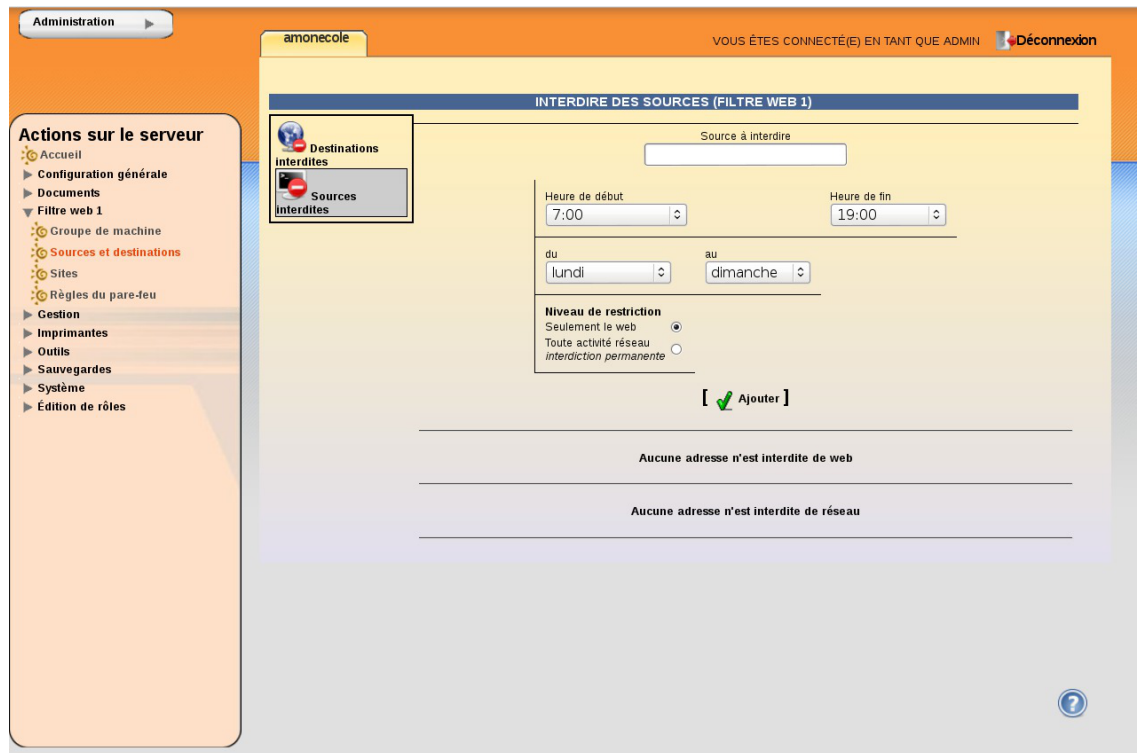 Administration
amonecole
VOUS ÊTES CONNECTÉ(E) EN TANT QUE ADMIN
Déconnexion
Actions sur le serveur
Accueil
Configuration générale
Documents
Filtre web 1
Groupe de machine
Sources et destinations
Sites
Règles du pare-feu
Gestion
Imprimantes
Outils
Sauvegardes
Système
Édition de rôles
INTERDIRE DES SOURCES (FILTRE WEB 1)
Destinations
interdites
Sources
interdites
Source à interdire
Heure de début
Heure de fin
7:00
19:00
du
au
lundi
dimanche
Niveau de restriction
Seulement le web
Toute activité réseau
interdiction permanente
[ Ajouter ]
Aucune adresse n'est interdite de web
Aucune adresse n'est interdite de réseau
?